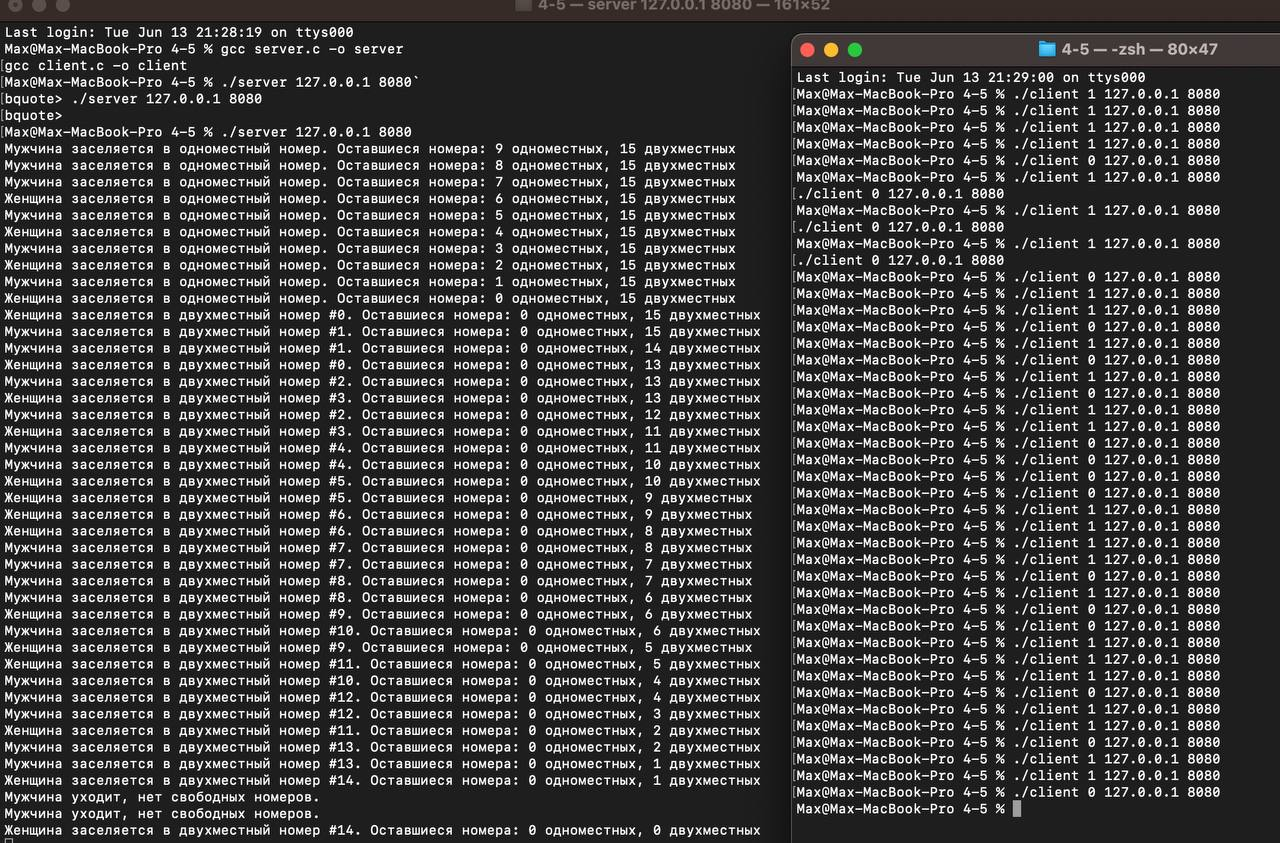 4-5 — server 127.0.0.1 8080 — 161×52
Last login: Tue Jun 13 21:28:19 on ttys000
Max@Max-MacBook-Pro 4-5 % gcc server.c -o server
[gcc client.c -o client
[Max@Max-MacBook-Pro 4-5 % ./server 127.0.0.1 8080`
[bquote> ./server 127.0.0.1 8080
[bquote>
[Max@Max-MacBook-Pro 4-5 % ./server 127.0.0.1 8080
Мужчина заселяется в одноместный номер. Оставшиеся номера: 9 одноместных, 15 двухместных
Мужчина заселяется в одноместный номер. Оставшиеся номера: 8 одноместных, 15 двухместных
Мужчина заселяется в одноместный номер. Оставшиеся номера: 7 одноместных, 15 двухместных
Женщина заселяется в одноместный номер. Оставшиеся номера: 6 одноместных, 15 двухместных
Мужчина заселяется в одноместный номер. Оставшиеся номера: 5 одноместных, 15 двухместных
Женщина заселяется в одноместный номер. Оставшиеся номера: 4 одноместных, 15 двухместных
Мужчина заселяется в одноместный номер. Оставшиеся номера: 3 одноместных, 15 двухместных
Женщина заселяется в одноместный номер. Оставшиеся номера: 2 одноместных, 15 двухместных
Мужчина заселяется в одноместный номер. Оставшиеся номера: 1 одноместных, 15 двухместных
Женщина заселяется в одноместный номер. Оставшиеся номера: 0 одноместных, 15 двухместных
Женщина заселяется в двухместный номер #0. Оставшиеся номера: 0 одноместных, 15 двухместных
Мужчина заселяется в двухместный номер #1. Оставшиеся номера: 0 одноместных, 15 двухместных
Мужчина заселяется в двухместный номер #1. Оставшиеся номера: 0 одноместных, 14 двухместных
Женщина заселяется в двухместный номер #0. Оставшиеся номера: 0 одноместных, 13 двухместных
Мужчина заселяется в двухместный номер #2. Оставшиеся номера: 0 одноместных, 13 двухместных
Женщина заселяется в двухместный номер #3. Оставшиеся номера: 0 одноместных, 13 двухместных
Мужчина заселяется в двухместный номер #2. Оставшиеся номера: 0 одноместных, 12 двухместных
Женщина заселяется в двухместный номер #3. Оставшиеся номера: 0 одноместных, 11 двухместных
Мужчина заселяется в двухместный номер #4. Оставшиеся номера: 0 одноместных, 11 двухместных
Мужчина заселяется в двухместный номер #4. Оставшиеся номера: 0 одноместных, 10 двухместных
Женщина заселяется в двухместный номер #5. Оставшиеся номера: 0 одноместных, 10 двухместных
Женщина заселяется в двухместный номер #5. Оставшиеся номера: 0 одноместных, 9 двухместных
Женщина заселяется в двухместный номер #6. Оставшиеся номера: 0 одноместных, 9 двухместных
Женщина заселяется в двухместный номер #6. Оставшиеся номера: 0 одноместных, 8 двухместных
Мужчина заселяется в двухместный номер #7. Оставшиеся номера: 0 одноместных, 8 двухместных
Мужчина заселяется в двухместный номер #7. Оставшиеся номера: 0 одноместных, 7 двухместных
Мужчина заселяется в двухместный номер #8. Оставшиеся номера: 0 одноместных, 7 двухместных
Мужчина заселяется в двухместный номер #8. Оставшиеся номера: 0 одноместных, 6 двухместных
Женщина заселяется в двухместный номер #9. Оставшиеся номера: 0 одноместных, 6 двухместных
Мужчина заселяется в двухместный номер #10. Оставшиеся номера: 0 одноместных, 6 двухместных
Женщина заселяется в двухместный номер #9. Оставшиеся номера: 0 одноместных, 5 двухместных
Женщина заселяется в двухместный номер #11. Оставшиеся номера: 0 одноместных, 5 двухместных
Мужчина заселяется в двухместный номер #10. Оставшиеся номера: 0 одноместных, 4 двухместных
Мужчина заселяется в двухместный номер #12. Оставшиеся номера: 0 одноместных, 4 двухместных
Мужчина заселяется в двухместный номер #12. Оставшиеся номера: 0 одноместных, 3 двухместных
Женщина заселяется в двухместный номер #11. Оставшиеся номера: 0 одноместных, 2 двухместных
Мужчина заселяется в двухместный номер #13. Оставшиеся номера: 0 одноместных, 2 двухместных
Мужчина заселяется в двухместный номер #13. Оставшиеся номера: 0 одноместных, 1 двухместных
Женщина заселяется в двухместный номер #14. Оставшиеся номера: 0 одноместных, 1 двухместных
Мужчина уходит, нет свободных номеров.
Мужчина уходит, нет свободных номеров.
Женщина заселяется в двухместный номер #14. Оставшиеся номера: 0 одноместных, 0 двухместных
4-5 — -zsh — 80×47
Last login: Tue Jun 13 21:29:00 on ttys000
[Max@Max-MacBook-Pro 4-5 % ./client 1 127.0.0.1 8080
[Max@Max-MacBook-Pro 4-5 % ./client 1 127.0.0.1 8080
[Max@Max-MacBook-Pro 4-5 % ./client 1 127.0.0.1 8080
[Max@Max-MacBook-Pro 4-5 % ./client 1 127.0.0.1 8080
[Max@Max-MacBook-Pro 4-5 % ./client 0 127.0.0.1 8080
Max@Max-MacBook-Pro 4-5 % ./client 1 127.0.0.1 8080
[./client 0 127.0.0.1 8080
Max@Max-MacBook-Pro 4-5 % ./client 1 127.0.0.1 8080
[./client 0 127.0.0.1 8080
Max@Max-MacBook-Pro 4-5 % ./client 1 127.0.0.1 8080
[./client 0 127.0.0.1 8080
[Max@Max-MacBook-Pro 4-5 % ./client 0 127.0.0.1 8080
[Max@Max-MacBook-Pro 4-5 % ./client 1 127.0.0.1 8080
[Max@Max-MacBook-Pro 4-5 % ./client 1 127.0.0.1 8080
[Max@Max-MacBook-Pro 4-5 % ./client 0 127.0.0.1 8080
[Max@Max-MacBook-Pro 4-5 % ./client 1 127.0.0.1 8080
[Max@Max-MacBook-Pro 4-5 % ./client 0 127.0.0.1 8080
[Max@Max-MacBook-Pro 4-5 % ./client 1 127.0.0.1 8080
[Max@Max-MacBook-Pro 4-5 % ./client 0 127.0.0.1 8080
[Max@Max-MacBook-Pro 4-5 % ./client 1 127.0.0.1 8080
[Max@Max-MacBook-Pro 4-5 % ./client 1 127.0.0.1 8080
[Max@Max-MacBook-Pro 4-5 % ./client 0 127.0.0.1 8080
[Max@Max-MacBook-Pro 4-5 % ./client 0 127.0.0.1 8080
[Max@Max-MacBook-Pro 4-5 % ./client 0 127.0.0.1 8080
[Max@Max-MacBook-Pro 4-5 % ./client 0 127.0.0.1 8080
[Max@Max-MacBook-Pro 4-5 % ./client 1 127.0.0.1 8080
[Max@Max-MacBook-Pro 4-5 % ./client 1 127.0.0.1 8080
[Max@Max-MacBook-Pro 4-5 % ./client 1 127.0.0.1 8080
[Max@Max-MacBook-Pro 4-5 % ./client 1 127.0.0.1 8080
[Max@Max-MacBook-Pro 4-5 % ./client 0 127.0.0.1 8080
[Max@Max-MacBook-Pro 4-5 % ./client 1 127.0.0.1 8080
[Max@Max-MacBook-Pro 4-5 % ./client 0 127.0.0.1 8080
[Max@Max-MacBook-Pro 4-5 % ./client 0 127.0.0.1 8080
[Max@Max-MacBook-Pro 4-5 % ./client 1 127.0.0.1 8080
[Max@Max-MacBook-Pro 4-5 % ./client 1 127.0.0.1 8080
[Max@Max-MacBook-Pro 4-5 % ./client 1 127.0.0.1 8080
[Max@Max-MacBook-Pro 4-5 % ./client 0 127.0.0.1 8080
[Max@Max-MacBook-Pro 4-5 % ./client 1 127.0.0.1 8080
[Max@Max-MacBook-Pro 4-5 % ./client 1 127.0.0.1 8080
[Max@Max-MacBook-Pro 4-5 % ./client 0 127.0.0.1 8080
[Max@Max-MacBook-Pro 4-5 % ./client 1 127.0.0.1 8080
[Max@Max-MacBook-Pro 4-5 % ./client 1 127.0.0.1 8080
[Max@Max-MacBook-Pro 4-5 % ./client 0 127.0.0.1 8080
Max@Max-MacBook-Pro 4-5 %